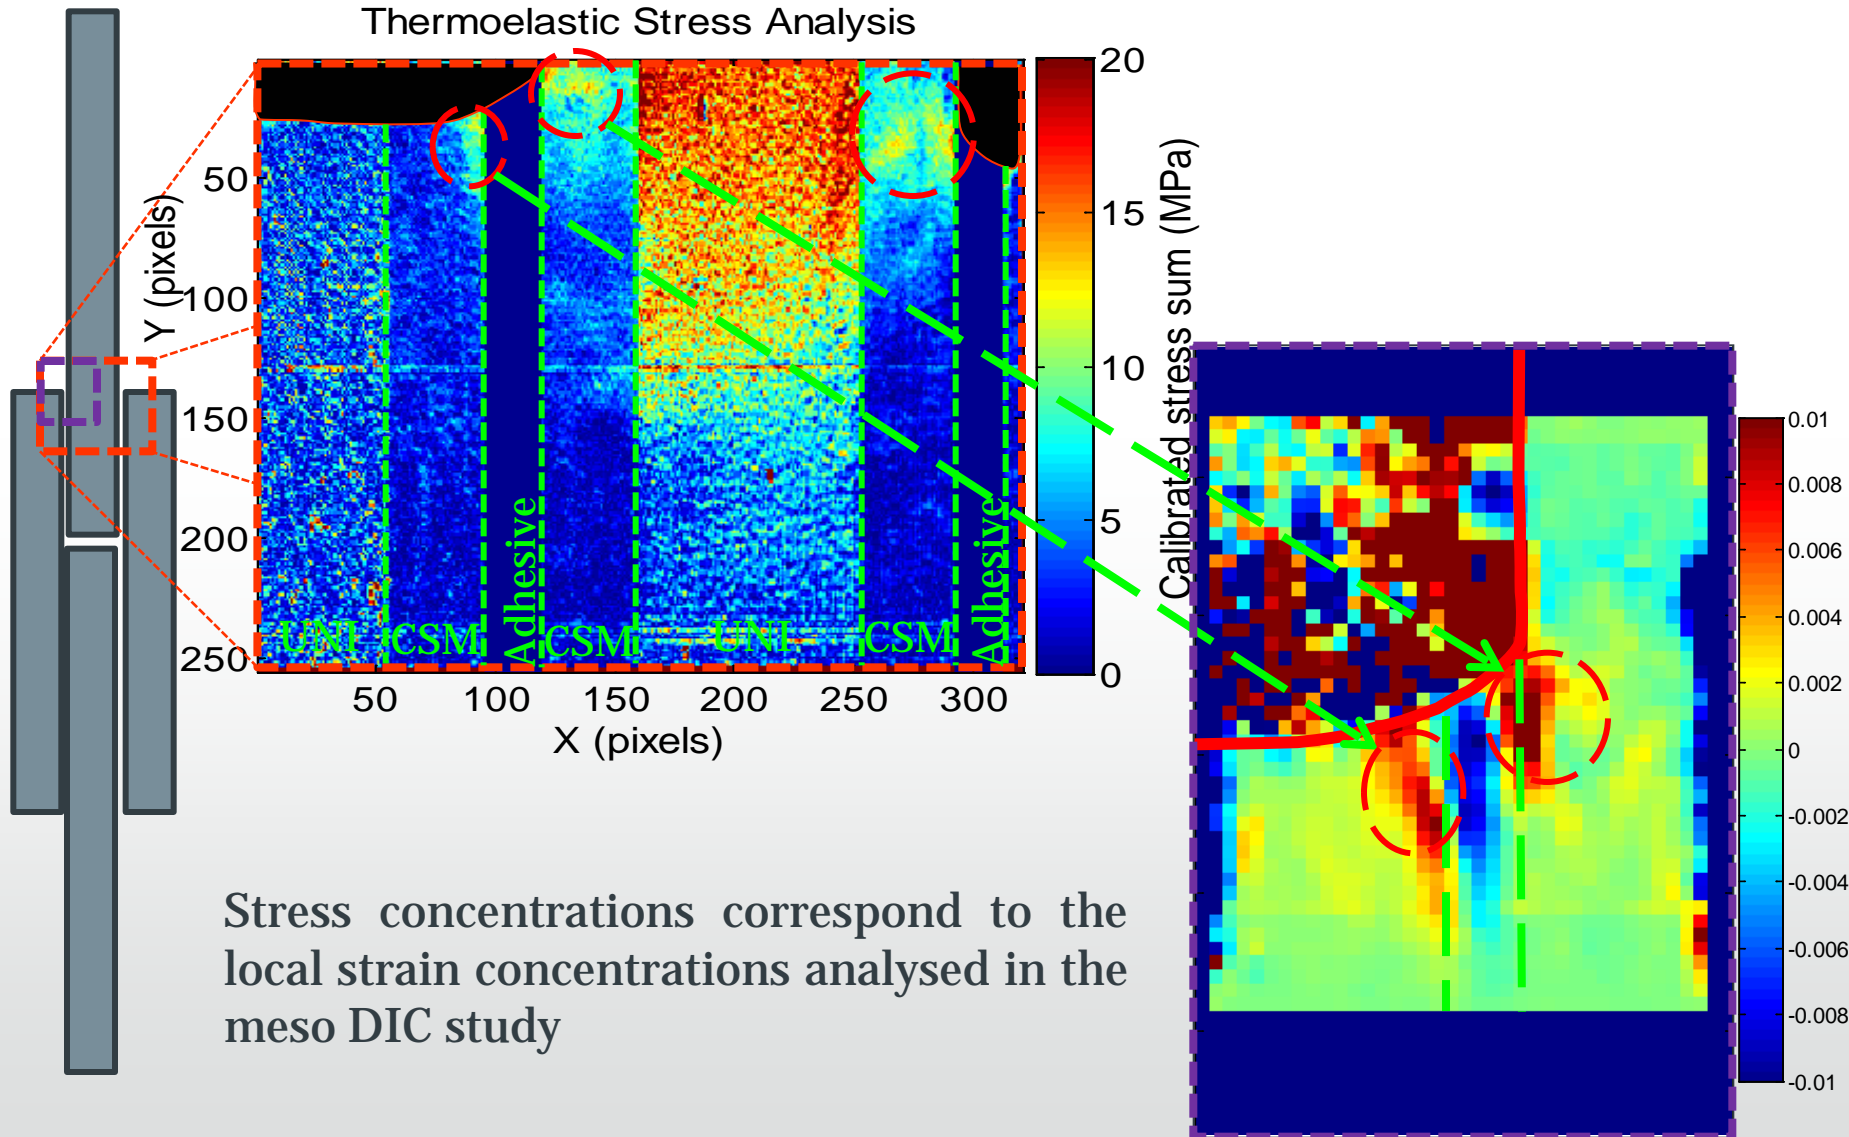 Thermoelastic Stress Analysis
Y (pixels)
50
100
150
200
250
UNI
CSM
Adhesive
CSM
UNI
CSM
Adhesive
50
100
150
200
250
300
X (pixels)
20
15
10
5
0
Calibrated stress sum (MPa)
0.01
0.008
0.006
0.004
0.002
0
-0.002
-0.004
-0.006
-0.008
-0.01
Stress concentrations correspond to the
local strain concentrations analysed in the
meso DIC study